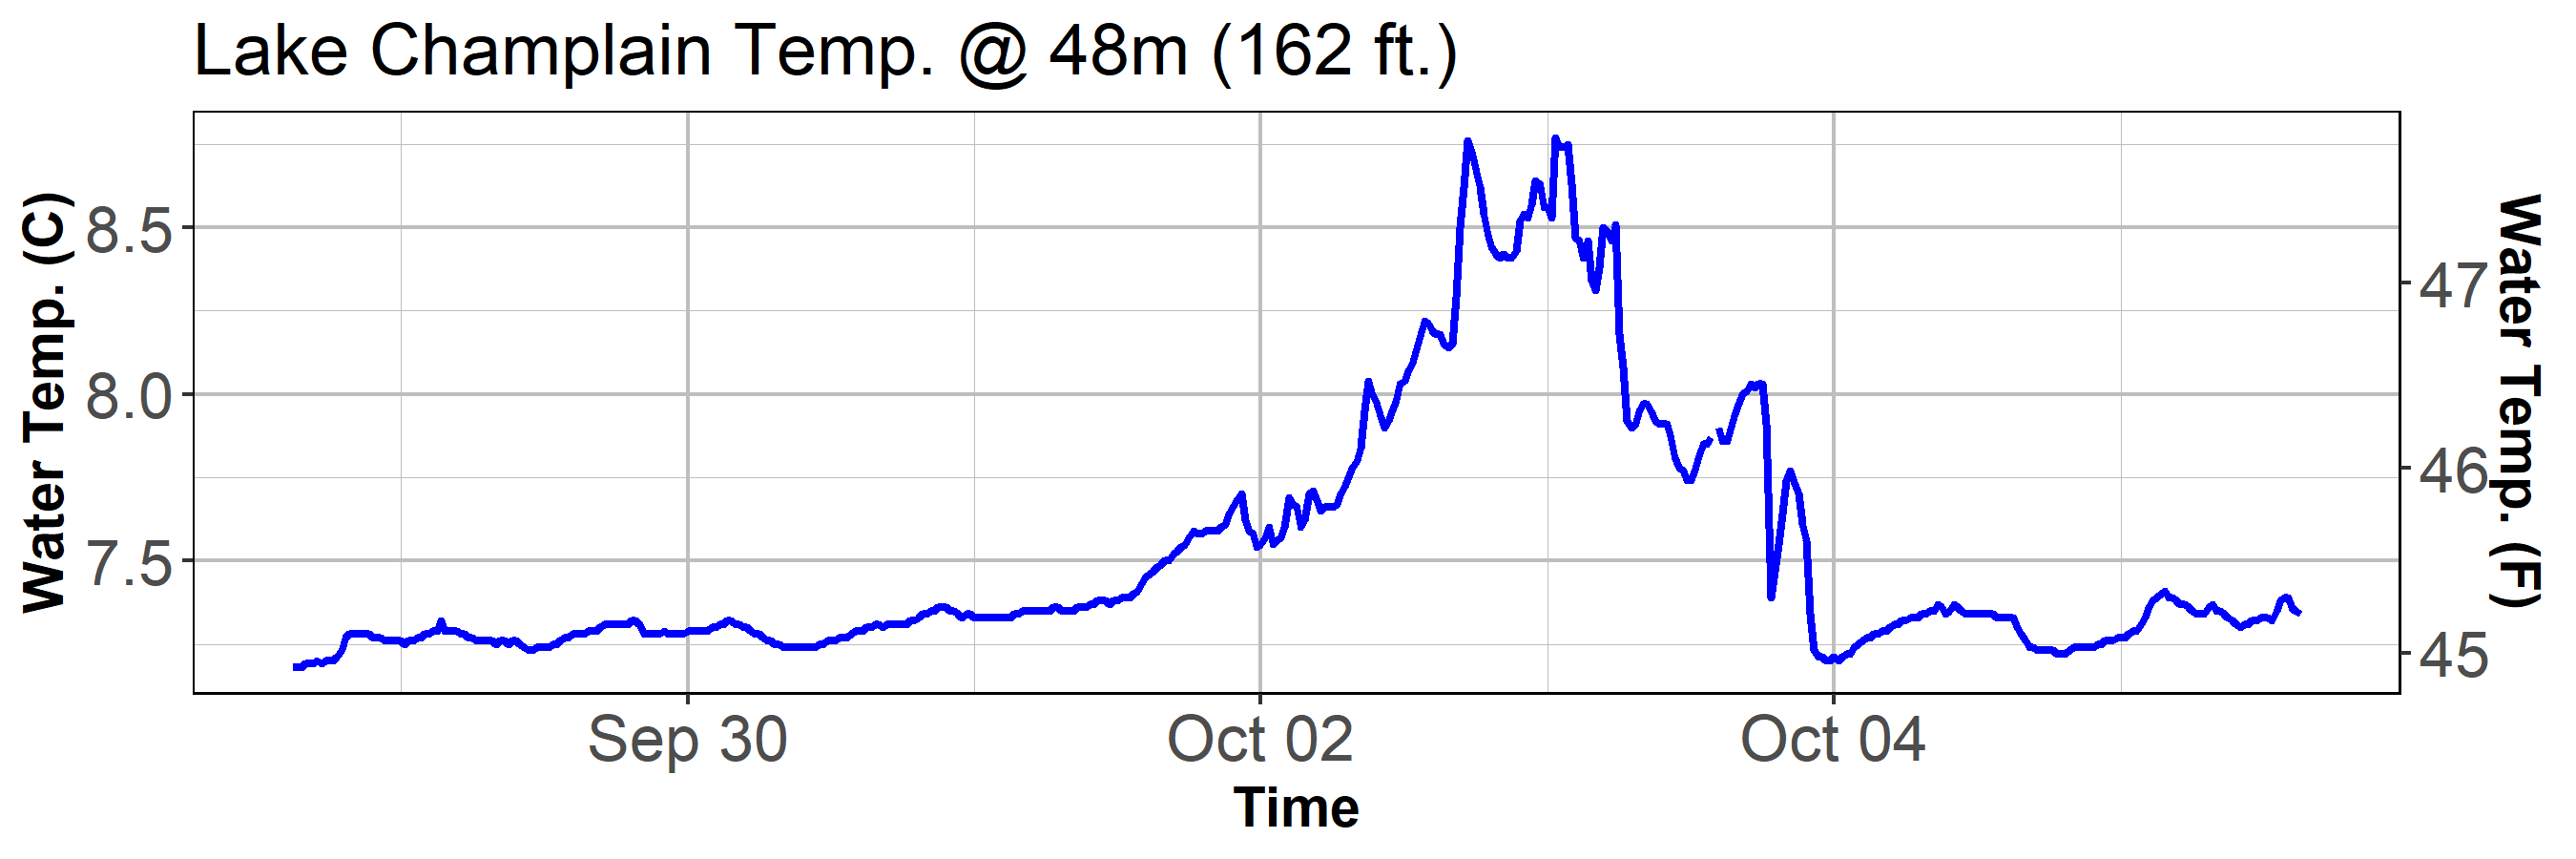 Lake Champlain Temp. @ 48m (162 ft.)
Water Temp. (C)
8.5
8.0
7.5
47
46
45
Water Temp. (F)
Sep 30
Oct 02
Oct 04
Time